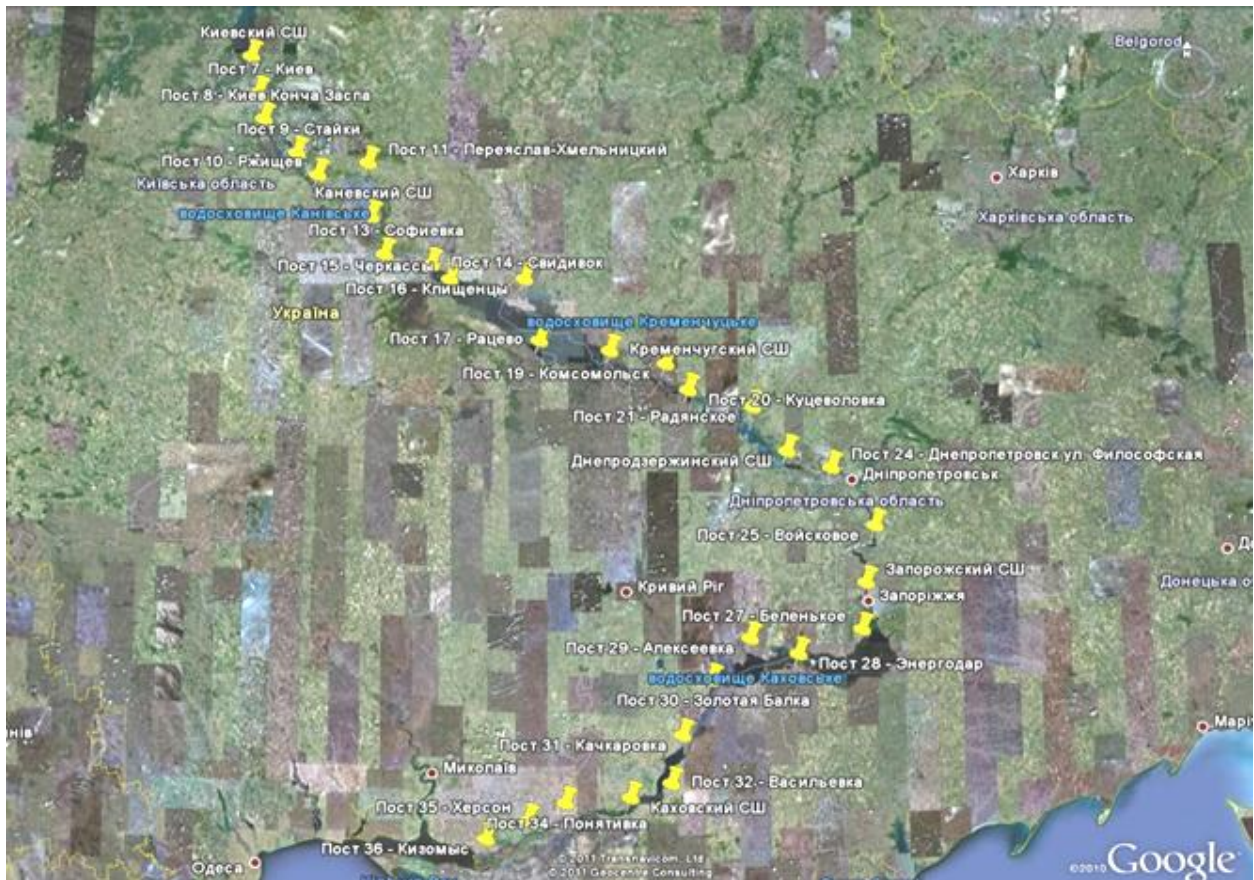 Киевский СШ
Belgorod
N
Пост 7 - Киев
Пост 8 - Киев Конча Заспа
Пост 9 - Стайки
Пост 11 - Переяслав-Хмельницкий
Пост 10 - Ржищев
Харків
Київська область
Каневский СШ
водосховище Канівське
Харківська область
Пост 13 - Софиевка
Пост 15 - Черкассы
Пост 14 - Свидивок
Пост 16 - Клищенцы
Україна
водосховище Кременчуцьке
Пост 17 - Рацево
Кременчугский СШ
Пост 19 - Комсомольск
Пост 20 - Куцеволовка
Пост 21 - Радянское
Днепродзержинский СШ
Пост 24 - Днепропетровск ул. Философская
Дніпропетровськ
Дніпропетровська область
Пост 25 - Войсковое
До
Запорожский СШ
Донецька о
Кривий Ріг
Запоріжжя
Пост 27 - Беленькое
Пост 29 - Алексеевка
Пост 28 - Энергодар
водосховище Каховське
Пост 30 - Золотая Балка
Марі
нів
Пост 31 - Качкаровка
Миколаїв
Пост 32 - Васильевка
Пост 35 - Херсон
Каховский СШ
Пост 34 - Понятивка
Пост 36 - Кизомыс
Одеса
© 2011 Transnavicom, Ltd
© 2011 Geocentre Consulting
©2010 Google